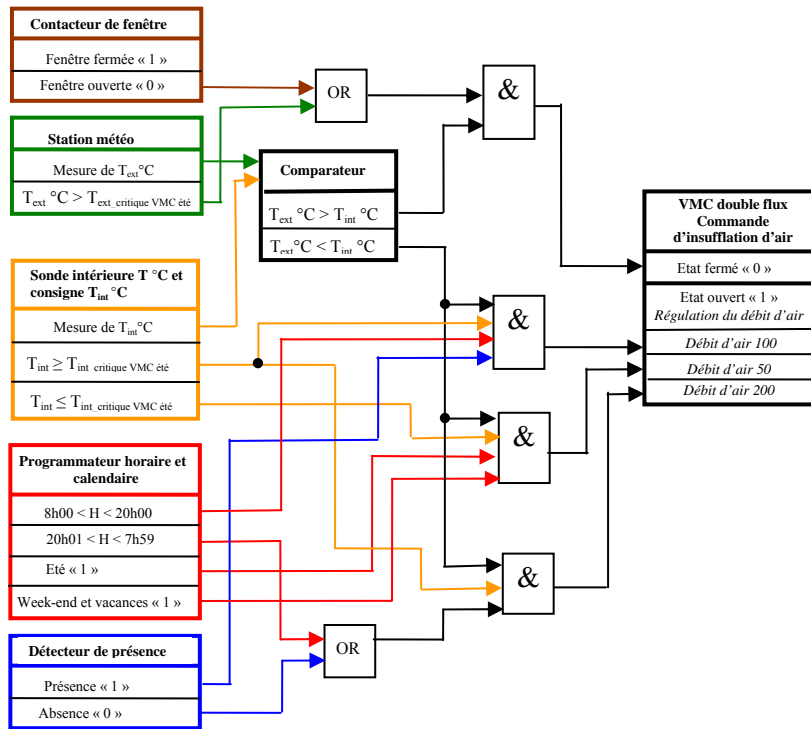 Contacteur de fenêtre
Fenêtre fermée « 1 »
Fenêtre ouverte « 0 »
OR
&
Station météo
Mesure de Text°C
Text °C > Text_critique VMC été
Comparateur
Text °C > Tint °C
Text°C < Tint °C
VMC double flux
Commande
d'insufflation d'air
Etat fermé « 0 »
Etat ouvert « 1 »
Régulation du débit d'air
Débit d'air 100
Débit d'air 50
Débit d'air 200
Sonde intérieure T °C et
consigne Tint °C
Mesure de Tint°C
Tint ≥ Tint_critique VMC été
Tint ≤ Tint_critique VMC été
&
&
Programmateur horaire et
calendaire
8h00 < H < 20h00
20h01 < H < 7h59
Eté « 1 »
Week-end et vacances « 1 »
&
Détecteur de présence
Présence « 1 »
Absence « 0 »
OR